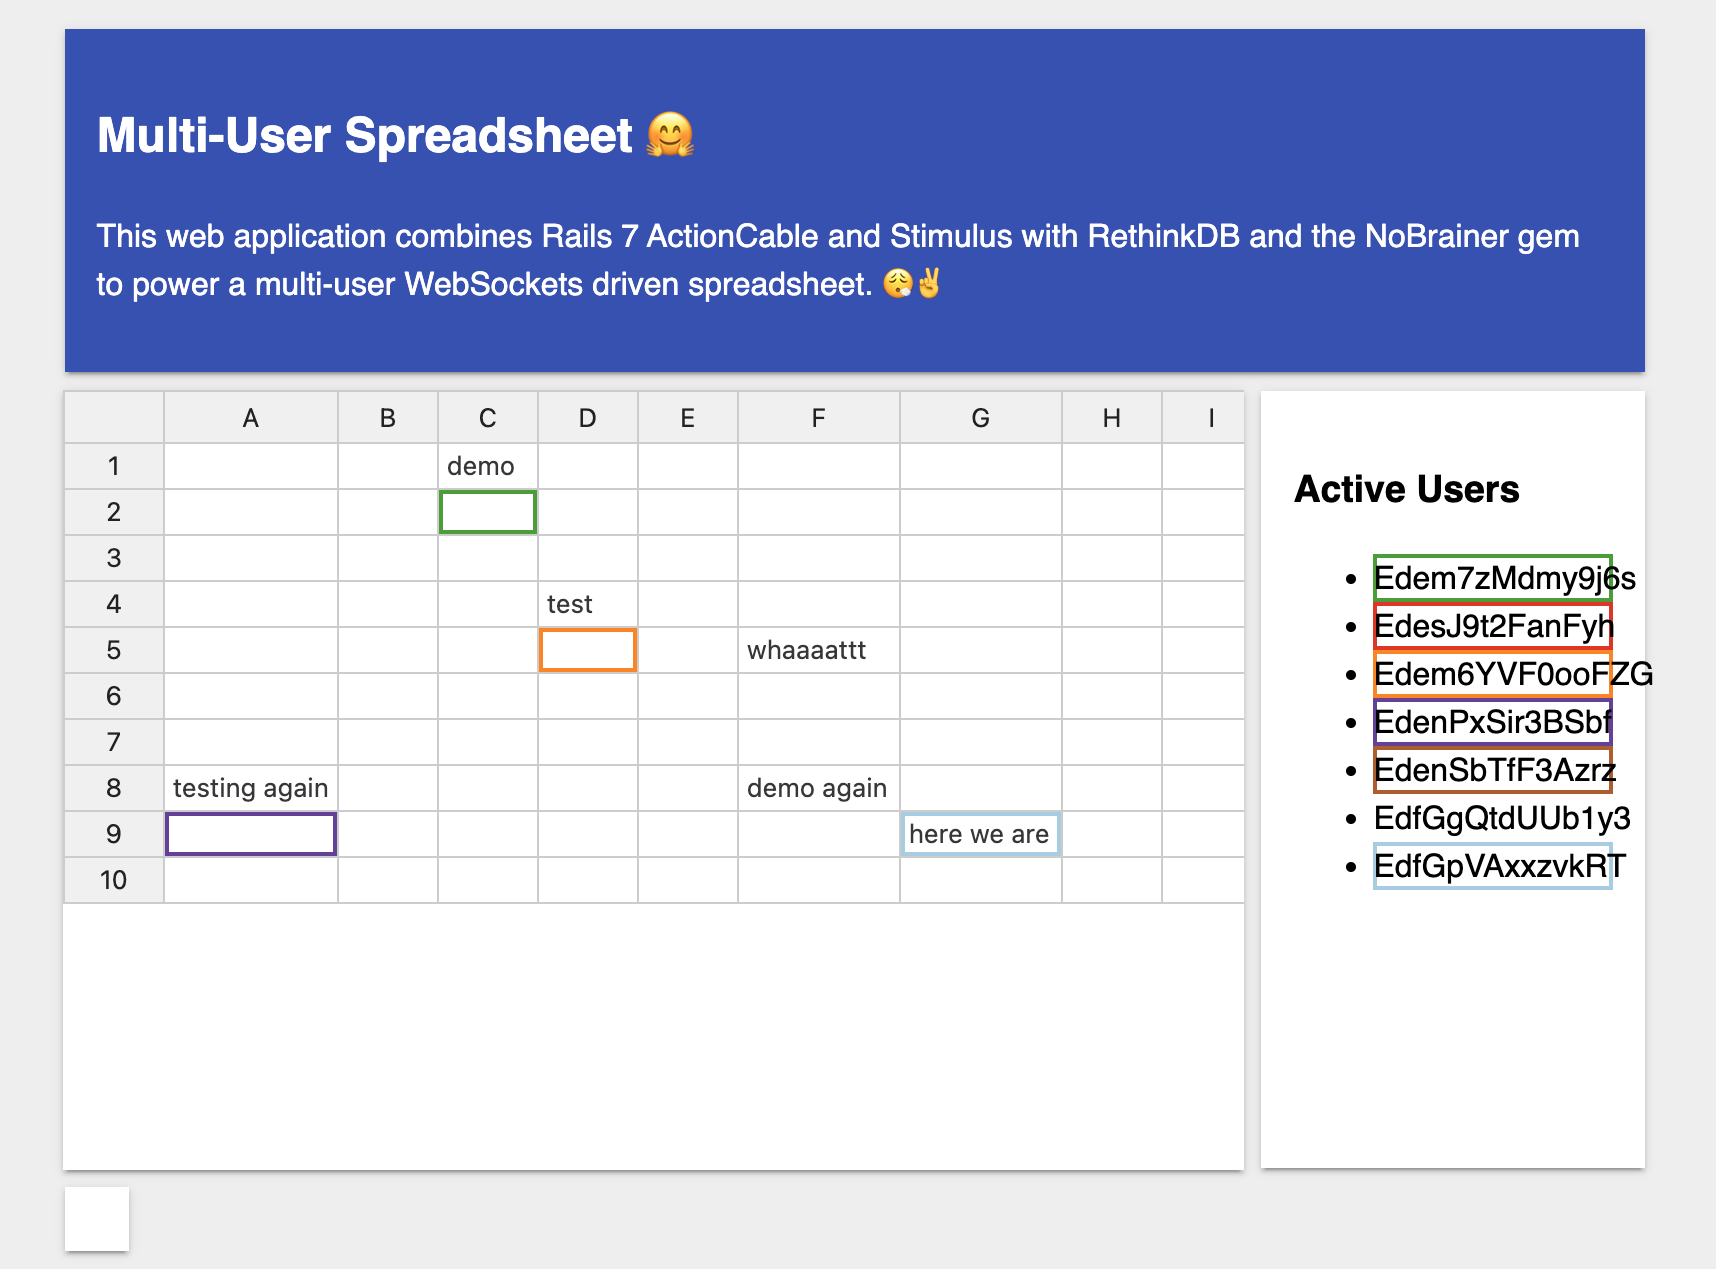 Multi-User Spreadsheet 🤗
This web application combines Rails 7 ActionCable and Stimulus with RethinkDB and the NoBrainer gem
to power a multi-user WebSockets driven spreadsheet. 😮‍💨✌️
A B C D E F G H I
1 demo
2
3
4 test
5 whaaaattt
6
7
8 testing again demo again
9 here we are
10
Active Users
Edem7zMdmy9j6s
EdesJ9t2FanFyh
Edem6YVF0ooFZG
EdenPxSir3BSbf
EdenSbTfF3Azrz
EdfGgQtdUUb1y3
EdfGpVAxxzvkRT